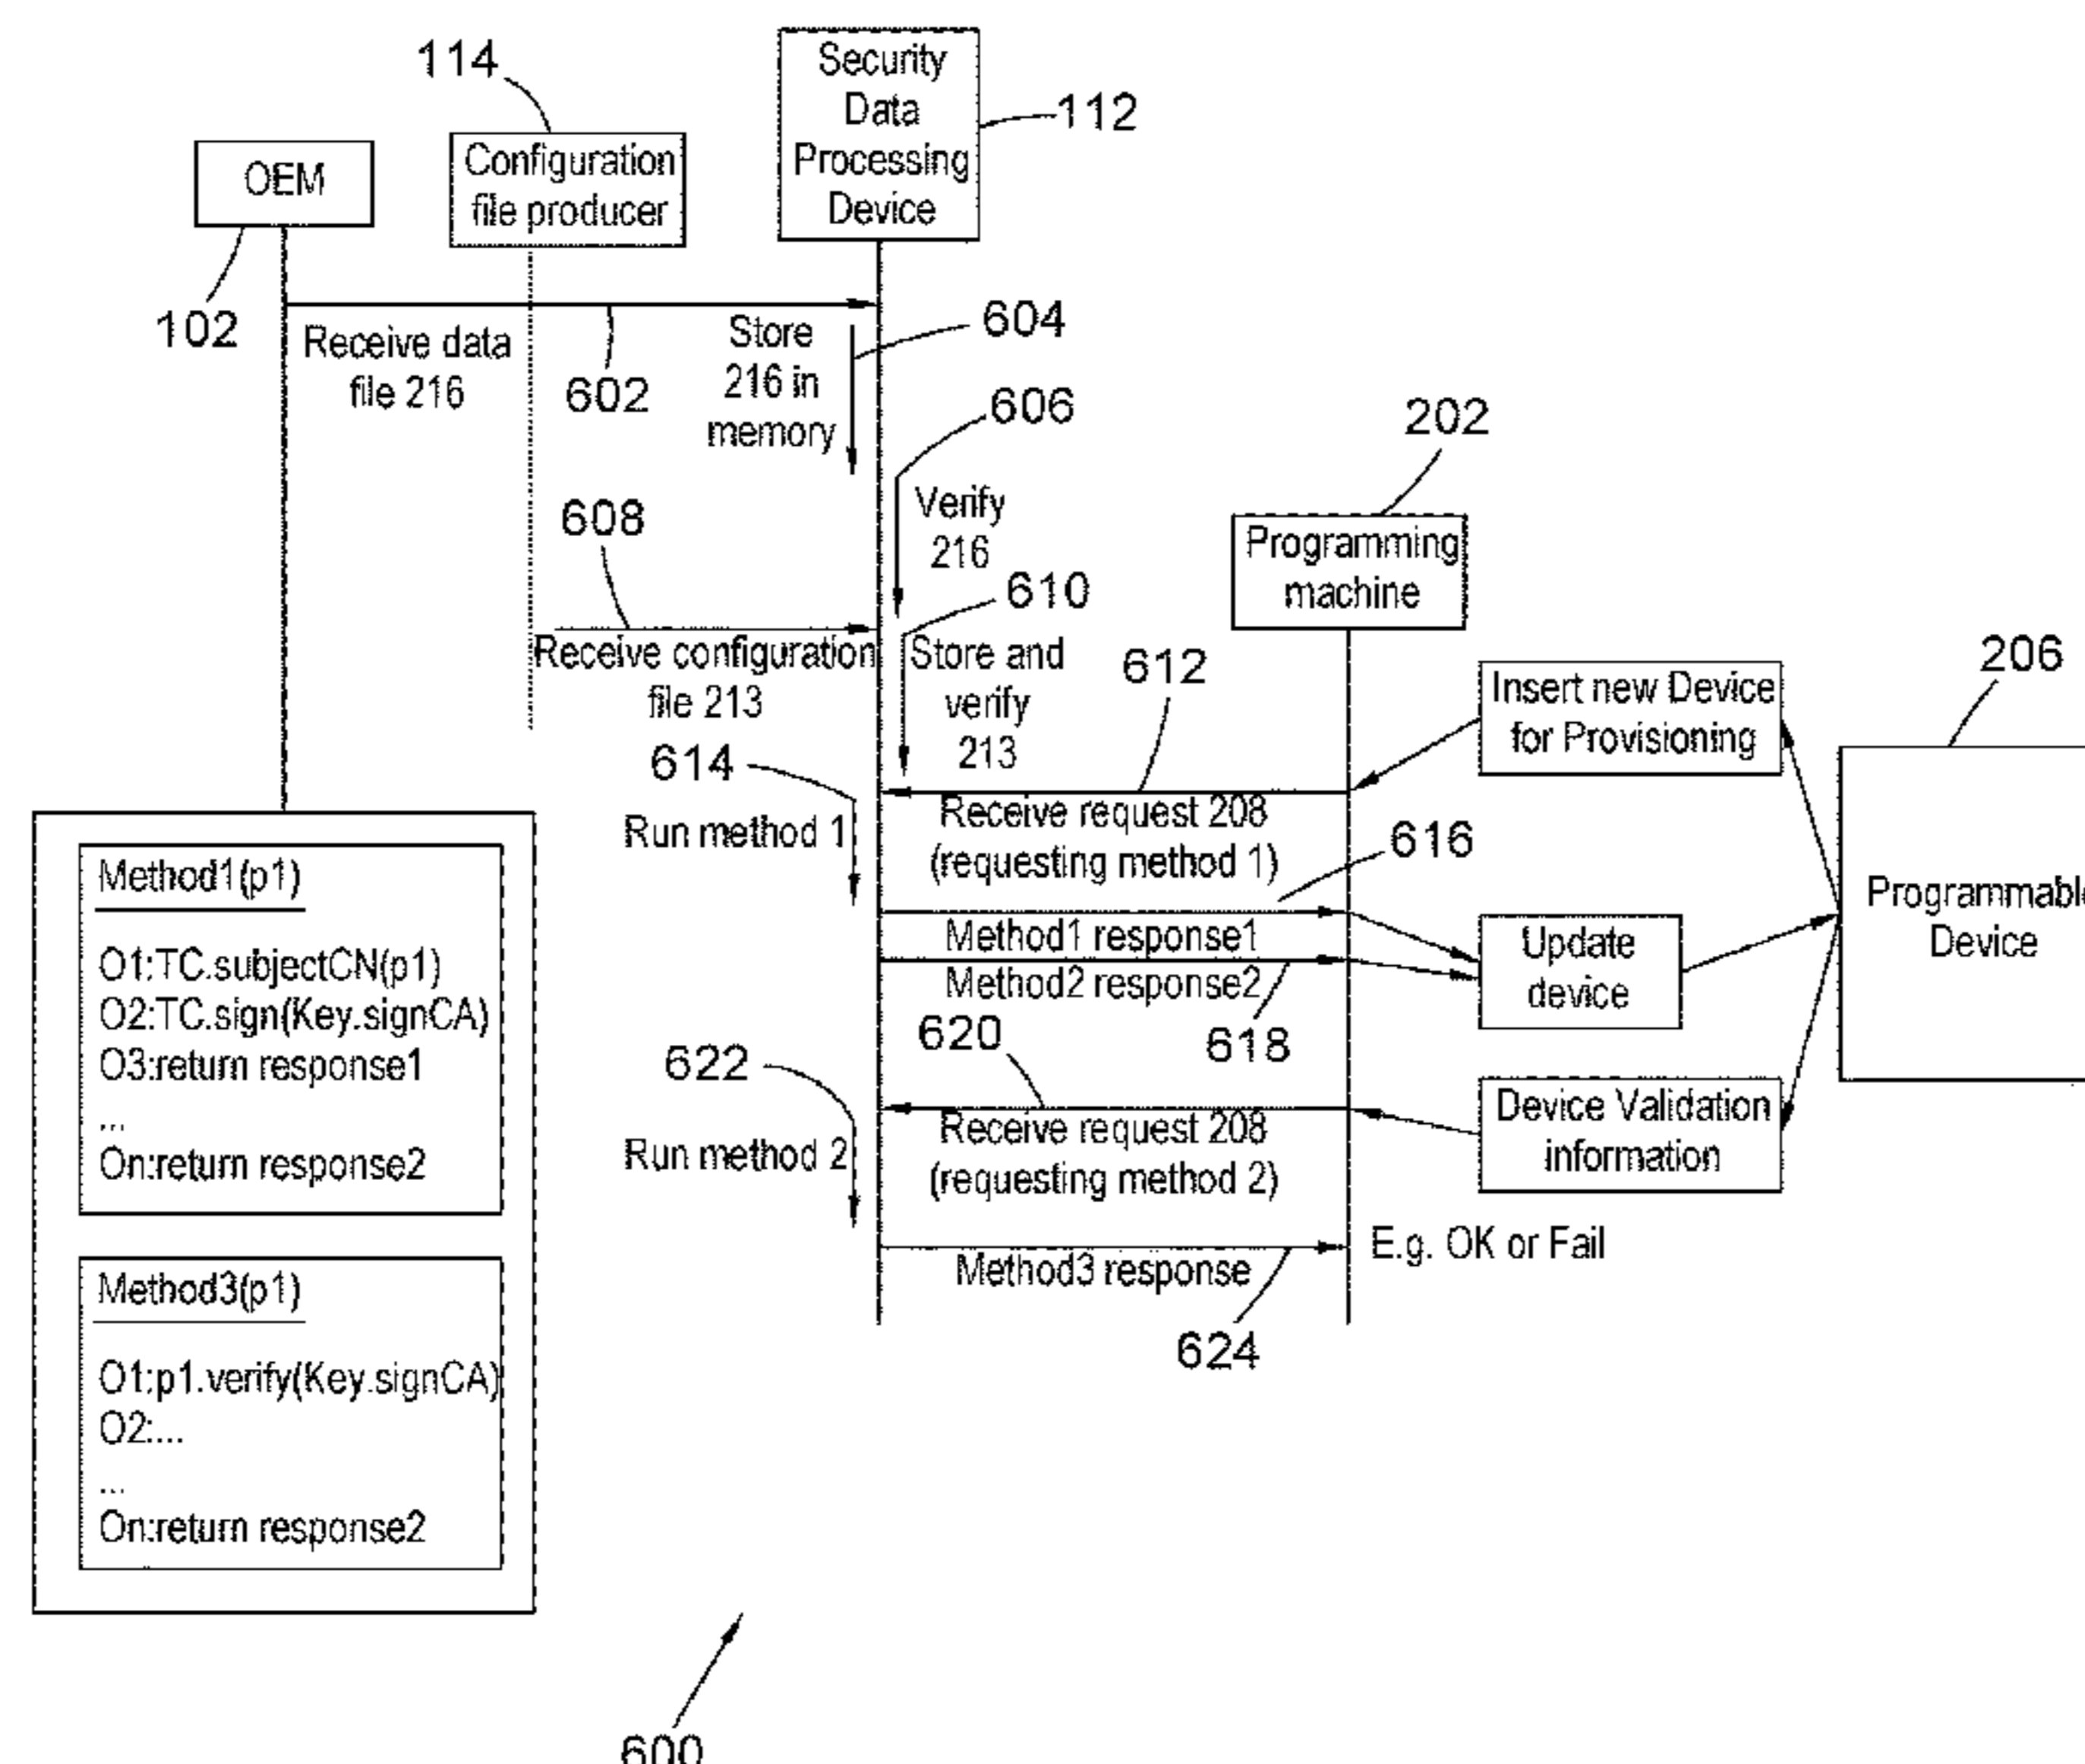 114
Security
Data
Processing
Device
112
OEM
Configuration
file producer
102
Receive data
file 216
602
Store
216 in
memory
604
606
202
Verify
216
608
Programming
machine
610
Receive configuration
file 213
Store and
verify
213
612
Insert new Device
for Provisioning
206
614
Run method 1
Receive request 208
(requesting method 1)
616
Programmable
Device
Method1 response1
Method2 response2
Update
device
618
620
622
Run method 2
Receive request 208
(requesting method 2)
Device Validation
information
Method3 response
E.g. OK or Fail
624
Method1(p1)
O1:TC.subjectCN(p1)
O2:TC.sign(Key.signCA)
O3:return response1
...
On:return response2
Method3(p1)
O1:p1.verify(Key.signCA)
O2:...
...
On:return response2
600